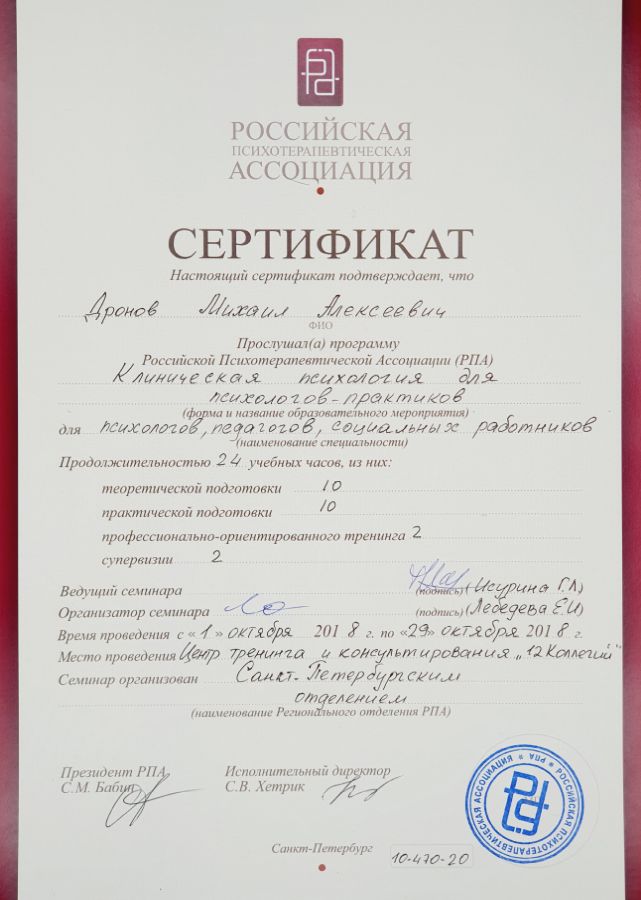 РОССИЙСКАЯ
ПСИХОТЕРАПЕВТИЧЕСКАЯ
АССОЦИАЦИЯ
СЕРТИФИКАТ
Настоящий сертификат подтверждает, что
Дронов Михаил Алексеевич
ФИО
Прослушал(а) программу
Российской Психотерапевтической Ассоциации (РПА)
Клиническая психология для
психологов-практиков
(форма и название образовательного мероприятия)
для психологов, педагогов, социальных работников
(наименование специальности)
Продолжительностью 24 учебных часов, из них:
теоретической подготовки 10
практической подготовки 10
профессионально-ориентированного тренинга 2
супервизии 2
Ведущий семинара (подпись) (Исурина Г.Л)
Организатор семинара (подпись) (Лебедева Е.И)
Время проведения с «1» октября 2018 г. по «29» октября 2018 г.
Место проведения Центр тренинга и консультирования "12 Коллегий"
Семинар организован Санкт-Петербургским
отделением
(наименование Регионального отделения РПА)
Президент РПА
С.М. Бабин
Исполнительный директор
С.В. Хетрик
РОССИЙСКАЯ ПСИХОТЕРАПЕВТИЧЕСКАЯ АССОЦИАЦИЯ * РПА *
Санкт-Петербург
10-470-20